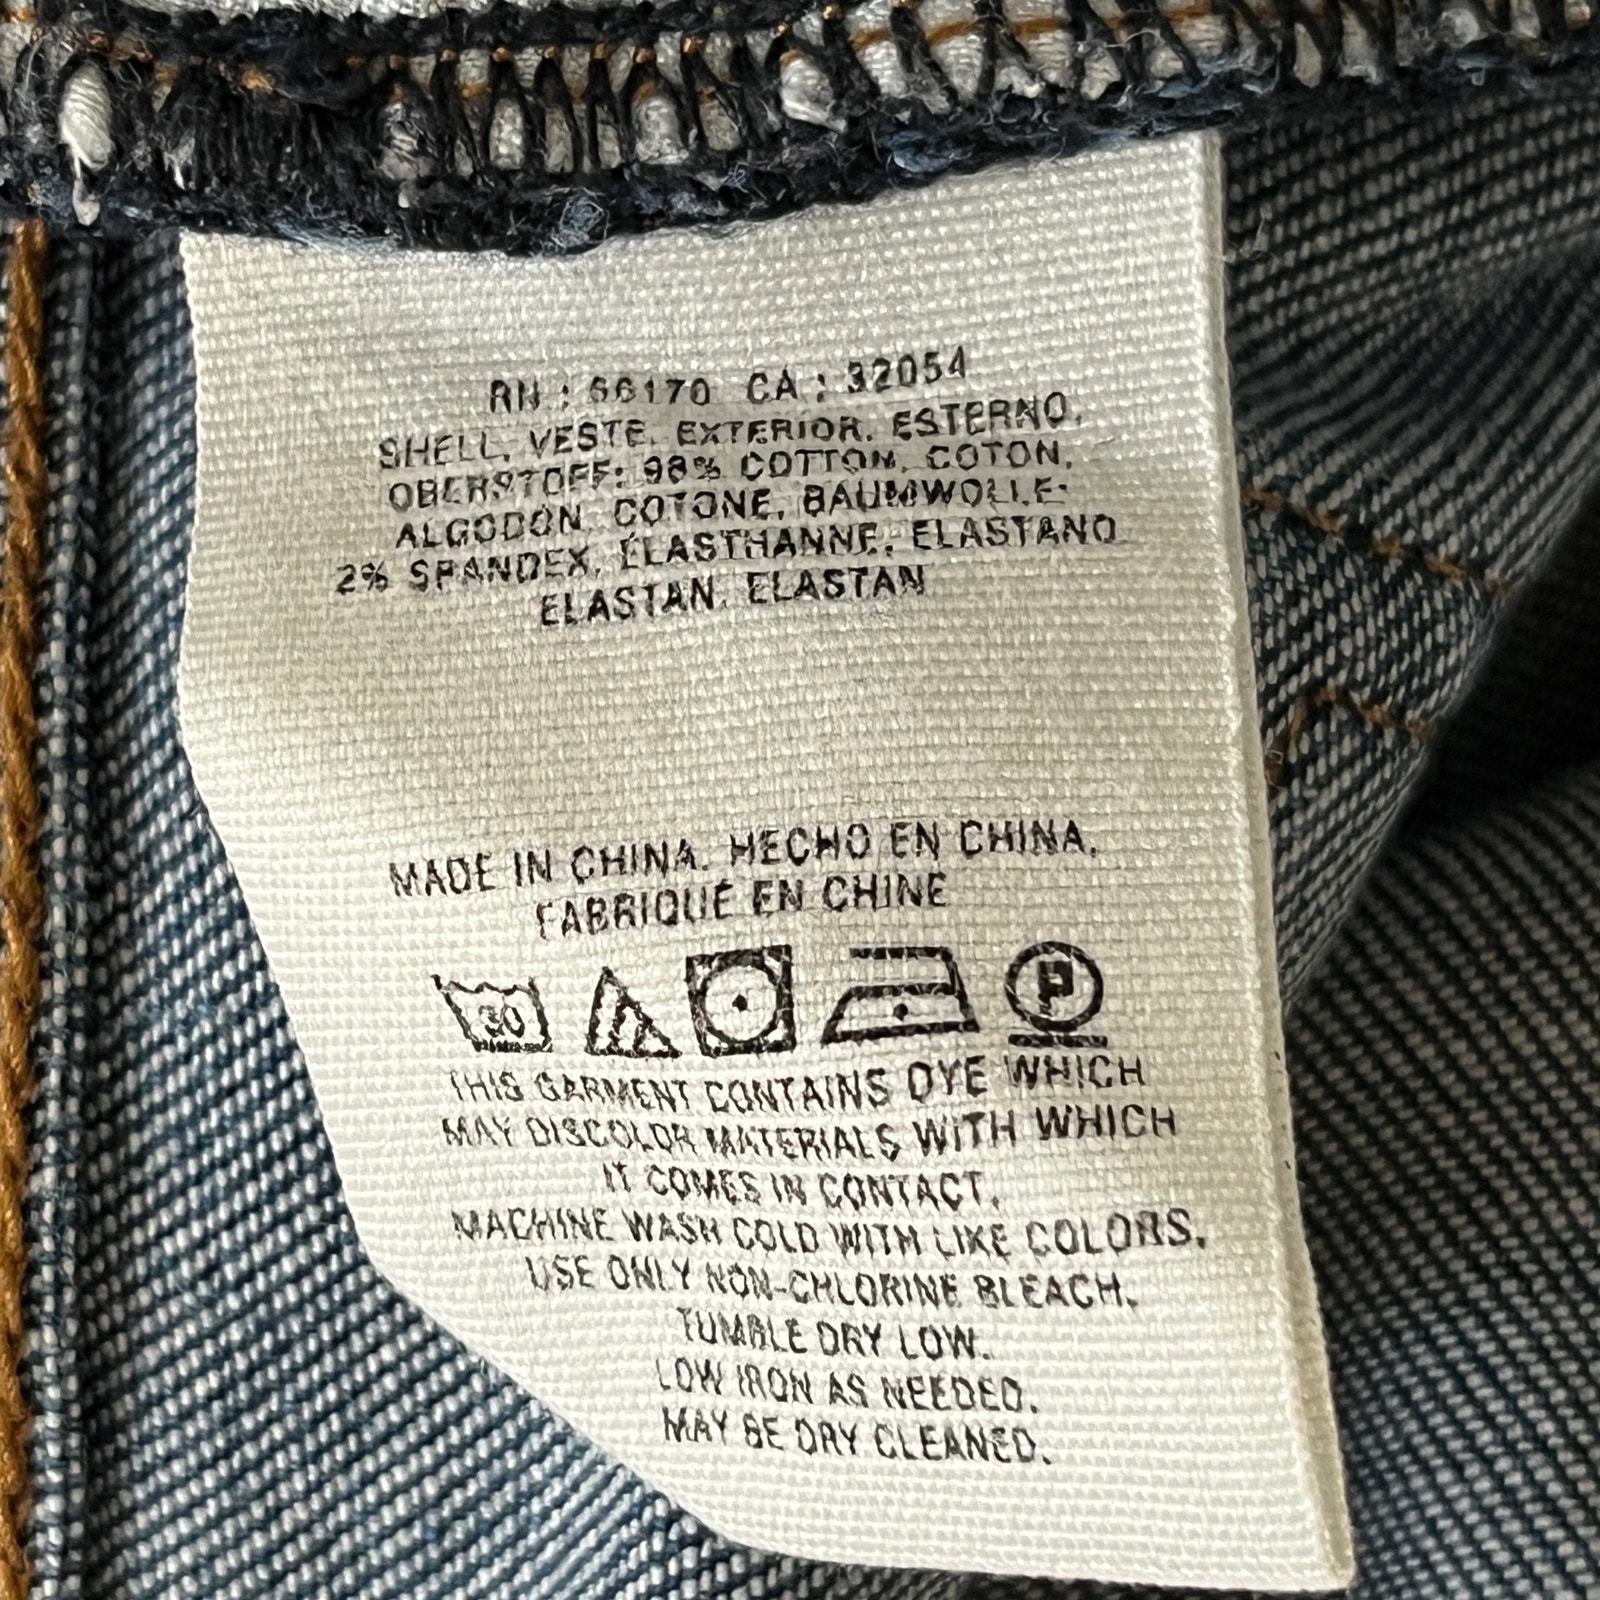 RN : 66170 CA : 32054
SHELL, VESTE, EXTERIOR, ESTERNO,
OBERSTOFF: 98% COTTON, COTON,
ALGODÓN, COTONE, BAUMWOLLE:
2% SPANDEX, ÉLASTHANNE, ELASTANO
ELASTAN, ELASTAN
MADE IN CHINA. HECHO EN CHINA.
FABRIQUÉ EN CHINE
30
P
THIS GARMENT CONTAINS DYE WHICH
MAY DISCOLOR MATERIALS WITH WHICH
IT COMES IN CONTACT.
MACHINE WASH COLD WITH LIKE COLORS.
USE ONLY NON-CHLORINE BLEACH.
TUMBLE DRY LOW.
LOW IRON AS NEEDED.
MAY BE DRY CLEANED.